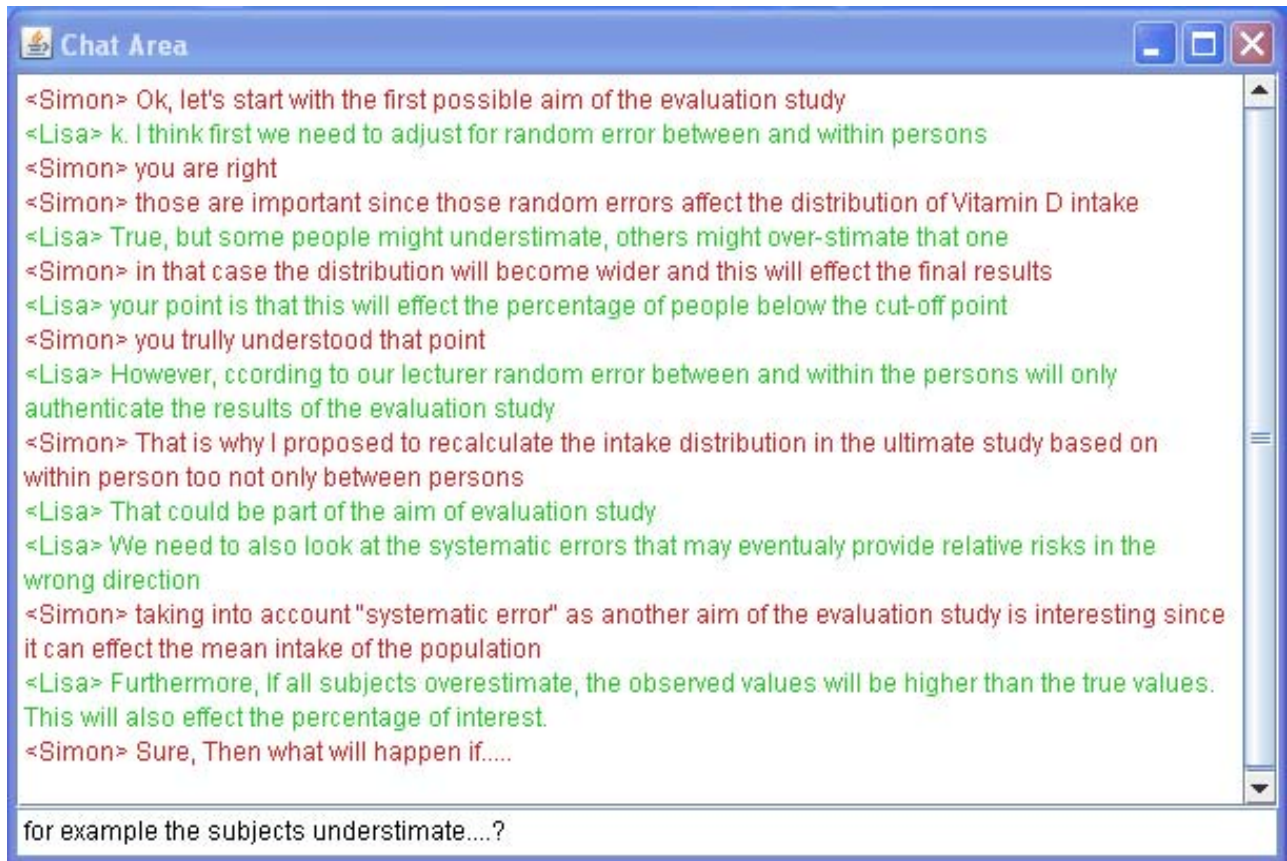 Chat Area
<Simon> Ok, let's start with the first possible aim of the evaluation study
<Lisa> k. I think first we need to adjust for random error between and within persons
<Simon> you are right
<Simon> those are important since those random errors affect the distribution of Vitamin D intake
<Lisa> True, but some people might understimate, others might over-stimate that one
<Simon> in that case the distribution will become wider and this will effect the final results
<Lisa> your point is that this will effect the percentage of people below the cut-off point
<Simon> you trully understood that point
<Lisa> However, ccording to our lecturer random error between and within the persons will only
authenticate the results of the evaluation study
<Simon> That is why I proposed to recalculate the intake distribution in the ultimate study based on
within person too not only between persons
<Lisa> That could be part of the aim of evaluation study
<Lisa> We need to also look at the systematic errors that may eventualy provide relative risks in the
wrong direction
<Simon> taking into account "systematic error" as another aim of the evaluation study is interesting since
it can effect the mean intake of the population
<Lisa> Furthermore, If all subjects overestimate, the observed values will be higher than the true values.
This will also effect the percentage of interest.
<Simon> Sure, Then what will happen if.....
for example the subjects understimate....?